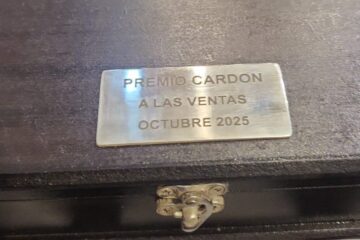 PREMIO CARDON
A LAS VENTAS
OCTUBRE 2025